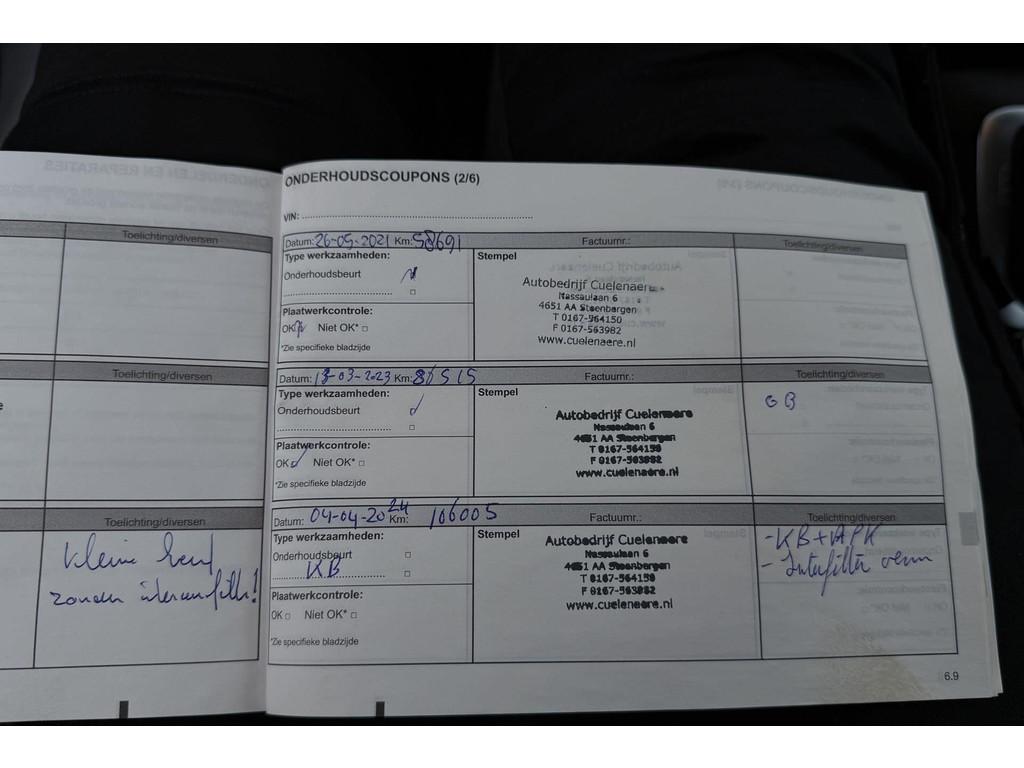 Toelichting/diversen
Toelichting/diversen
Toelichting/diversen
kleine beurt
zonder interieurfilter!
ONDERHOUDSCOUPONS (2/6)
VIN:
Datum: 26-05-2021 Km: 58691 Factuurnr.: Toelichting/diversen
Type werkzaamheden:
Onderhoudsbeurt
Plaatwerkcontrole:
OK Niet OK*
*Zie specifieke bladzijde
Stempel
Autobedrijf Cuelenaere
Nassaulaan 6
4651 AA Steenbergen
T 0167-564150
F 0167-563982
www.cuelenaere.nl
Datum: 13-03-2023 Km: 81515 Factuurnr.: Toelichting/diversen
Type werkzaamheden:
Onderhoudsbeurt
Plaatwerkcontrole:
OK Niet OK*
*Zie specifieke bladzijde
Stempel
Autobedrijf Cuelenaere
Nassaulaan 6
4651 AA Steenbergen
T 0167-564150
F 0167-563982
www.cuelenaere.nl
GB
Datum: 04-04-2024 Km: 106005 Factuurnr.: Toelichting/diversen
Type werkzaamheden:
Onderhoudsbeurt
KB
Plaatwerkcontrole:
OK Niet OK*
*Zie specifieke bladzijde
Stempel
Autobedrijf Cuelenaere
Nassaulaan 6
4651 AA Steenbergen
T 0167-564150
F 0167-563982
www.cuelenaere.nl
- KB + APK
- Interfilter verm
6.9